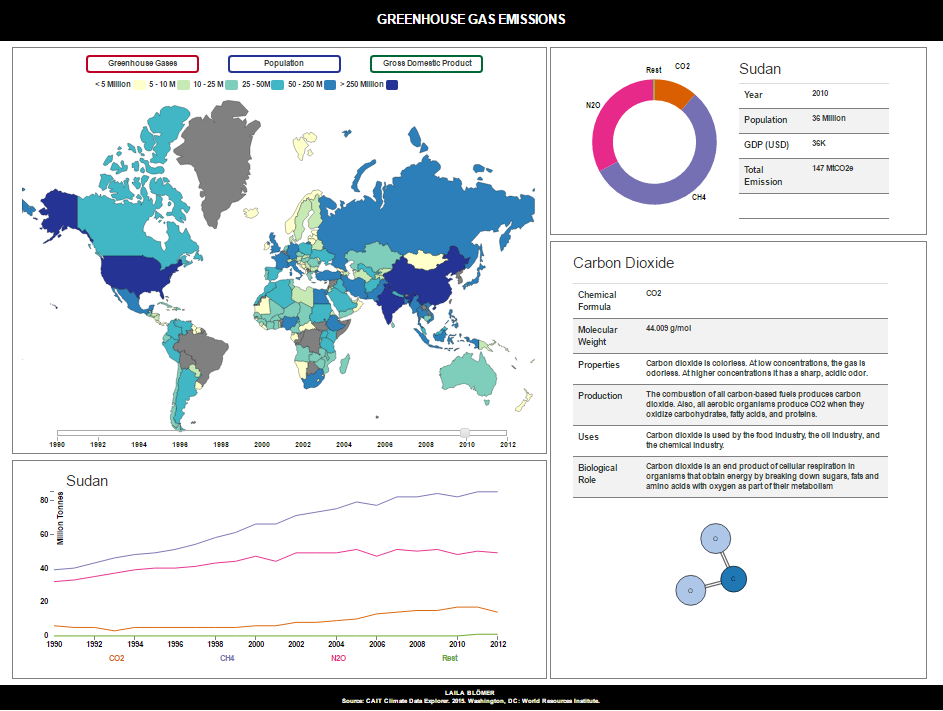 GREENHOUSE GAS EMISSIONS
Greenhouse Gases
Population
Gross Domestic Product
< 5 Million
5 - 10 M
10 - 25 M
25 - 50M
50 - 250 M
> 250 Million
1990 1992 1994 1996 1998 2000 2002 2004 2006 2008 2010 2012
Sudan
Million Tonnes
80
60
40
20
0
1990 1992 1994 1996 1998 2000 2002 2004 2006 2008 2010 2012
CO2 CH4 N2O Rest
Rest
CO2
N2O
CH4
Sudan
Year 2010
Population 36 Million
GDP (USD) 36K
Total 147 MtCO2e
Emission
Carbon Dioxide
Chemical CO2
Formula
Molecular 44.009 g/mol
Weight
Properties Carbon dioxide is colorless. At low concentrations, the gas is
odorless. At higher concentrations it has a sharp, acidic odor.
Production The combustion of all carbon-based fuels produces carbon
dioxide. Also, all aerobic organisms produce CO2 when they
oxidize carbohydrates, fatty acids, and proteins.
Uses Carbon dioxide is used by the food industry, the oil industry, and
the chemical industry.
Biological Carbon dioxide is an end product of cellular respiration in
Role organisms that obtain energy by breaking down sugars, fats and
amino acids with oxygen as part of their metabolism
O
C
O
LAILA BLÖMER
Source: CAIT Climate Data Explorer. 2015. Washington, DC: World Resources Institute.